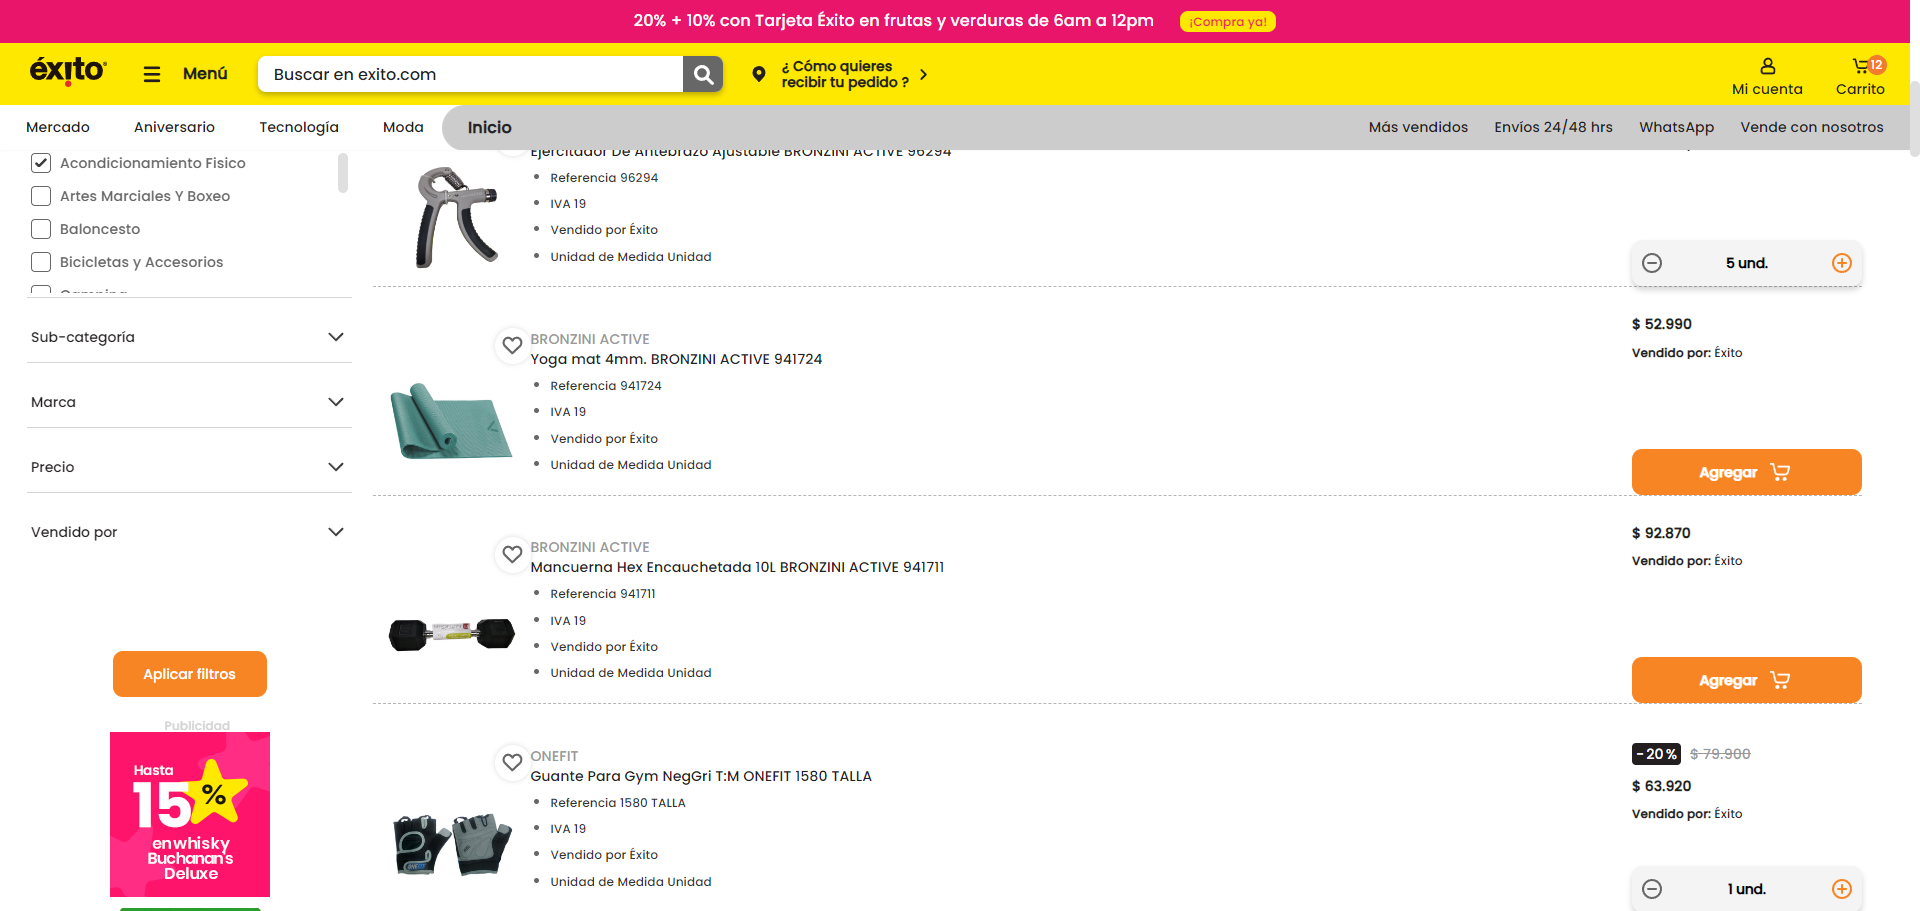 20% + 10% con Tarjeta Éxito en frutas y verduras de 6am a 12pm
¡Compra ya!
éxito
Menú
Buscar en exito.com
¿ Cómo quieres
recibir tu pedido ?
Mi cuenta
12
Carrito
Mercado
Aniversario
Tecnología
Moda
Inicio
Más vendidos
Envíos 24/48 hrs
WhatsApp
Vende con nosotros
Acondicionamiento Fisico
Artes Marciales Y Boxeo
Baloncesto
Bicicletas y Accesorios
Camping
Sub-categoría
Marca
Precio
Vendido por
Aplicar filtros
Publicidad
Hasta
15%
en whisky
Buchanan's
Deluxe
Ejercitador De Antebrazo Ajustable BRONZINI ACTIVE 96294
Referencia 96294
IVA 19
Vendido por Éxito
Unidad de Medida Unidad
5 und.
BRONZINI ACTIVE
Yoga mat 4mm. BRONZINI ACTIVE 941724
Referencia 941724
IVA 19
Vendido por Éxito
Unidad de Medida Unidad
$ 52.990
Vendido por: Éxito
Agregar
BRONZINI ACTIVE
Mancuerna Hex Encauchetada 10L BRONZINI ACTIVE 941711
Referencia 941711
IVA 19
Vendido por Éxito
Unidad de Medida Unidad
$ 92.870
Vendido por: Éxito
Agregar
ONEFIT
Guante Para Gym NegGri T:M ONEFIT 1580 TALLA
Referencia 1580 TALLA
IVA 19
Vendido por Éxito
Unidad de Medida Unidad
-20% $ 79.900
$ 63.920
Vendido por: Éxito
1 und.